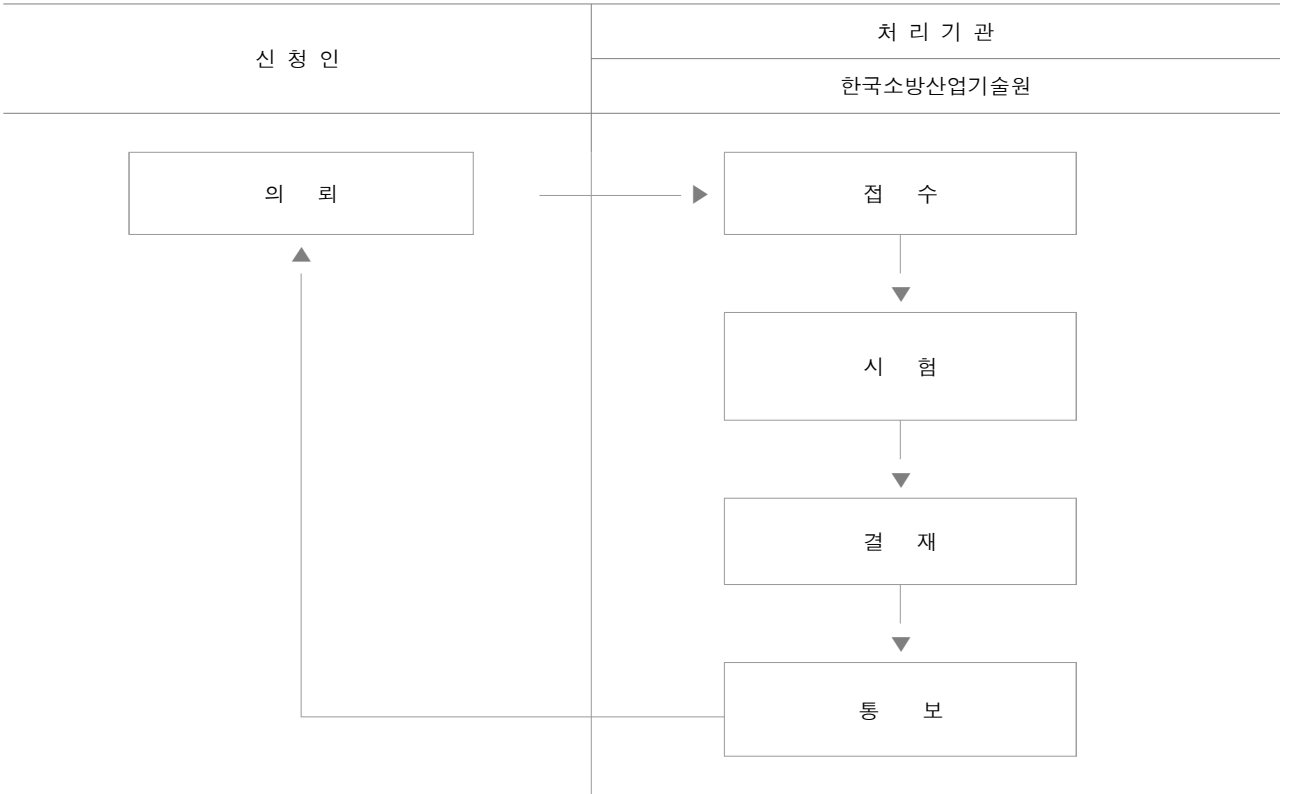 신 청 인
처 리 기 관
한국소방산업기술원
의 뢰
접 수
시 험
결 재
통 보